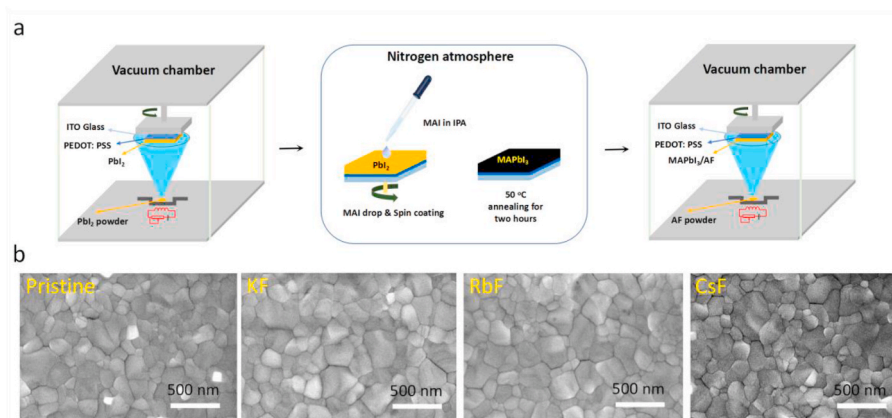 a
Vacuum chamber
ITO Glass
PEDOT: PSS
PbI₂
PbI₂ powder
Nitrogen atmosphere
MAI in IPA
PbI₂
MAPbI₃
MAI drop & Spin coating
50 ᵒC
annealing for
two hours
Vacuum chamber
ITO Glass
PEDOT: PSS
MAPbI₃/AF
AF powder
b
Pristine
500 nm
KF
500 nm
RbF
500 nm
CsF
500 nm